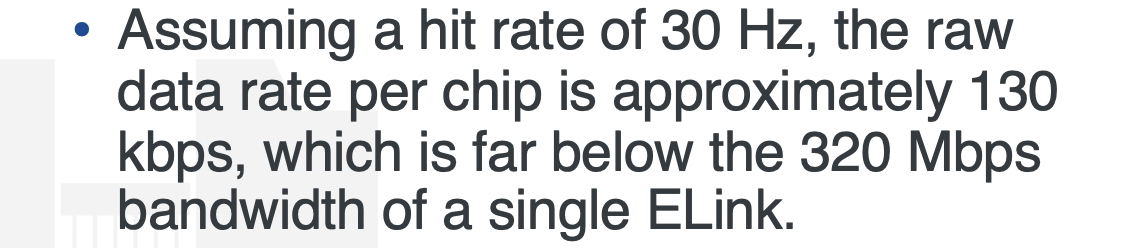 • Assuming a hit rate of 30 Hz, the raw
data rate per chip is approximately 130
kbps, which is far below the 320 Mbps
bandwidth of a single ELink.